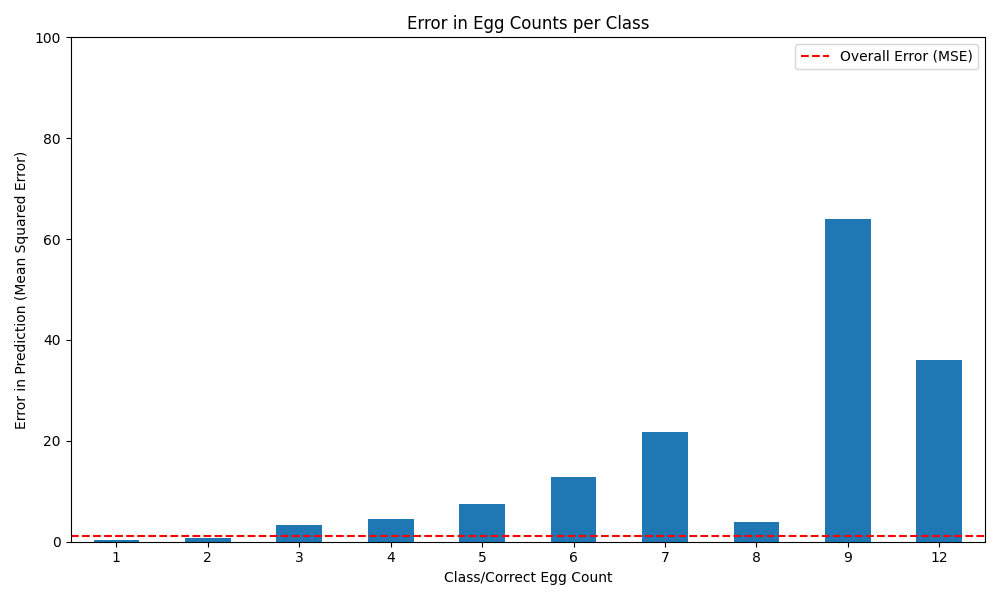 Error in Egg Counts per Class
Overall Error (MSE)
Error in Prediction (Mean Squared Error)
100
80
60
40
20
0
1 2 3 4 5 6 7 8 9 12
Class/Correct Egg Count